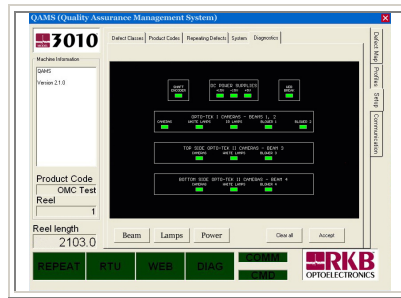 QAMS (Quality Assurance Management System)
3010
Defect Classes
Product Codes
Repeating Defects
System
Diagnostics
Machine Information
QAMS
Version 2.1.0
SHAFT
ENCODER
DC POWER SUPPLIES
WEB
BREAK
OPTO-TEK I CAMERAS - BEAMS 1, 2
CAMERAS
WHITE LAMPS
IR LAMPS
BLOWER 1
BLOWER 2
TOP SIDE OPTO-TEK II CAMERAS - BEAM 3
CAMERAS
WHITE LAMPS
BLOWER 3
BOTTOM SIDE OPTO-TEK II CAMERAS - BEAM 4
CAMERAS
WHITE LAMPS
BLOWER 4
Defect Map
Profiles
Setup
Communication
Product Code
OMC Test
Reel
1
Reel length
2103.0
Beam
Lamps
Power
Clear all
Accept
REPEAT
RTU
WEB
DIAG
COMM
CMD
RKB
OPTOELECTRONICS